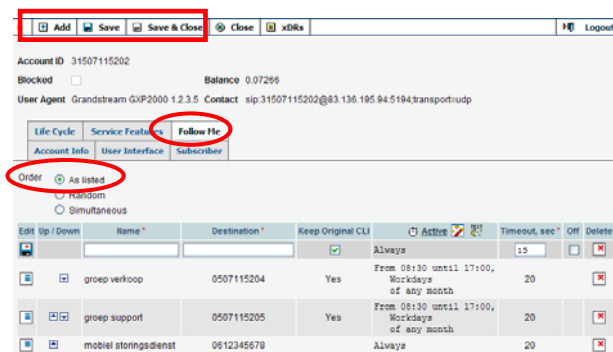 Add Save Save & Close Close xDRs Logout
Account ID 31507115202
Blocked Balance 0.07266
User Agent Grandstream GXP2000 1.2.3.5 Contact sip:31507115202@83.136.195.94:5194;transport=udp
Life Cycle Service Features Follow Me
Account Info User Interface Subscriber
Order As listed
Random
Simultaneous
Edit Up / Down Name * Destination * Keep Original CLI Active Timeout, sec * Off Delete
Always 15
groep verkoop 0507115204 Yes From 08:30 until 17:00, 20
Workdays
of any month
groep support 0507115205 Yes From 08:30 until 17:00, 20
Workdays
of any month
mobiel storingsdienst 0612345678 Always 20